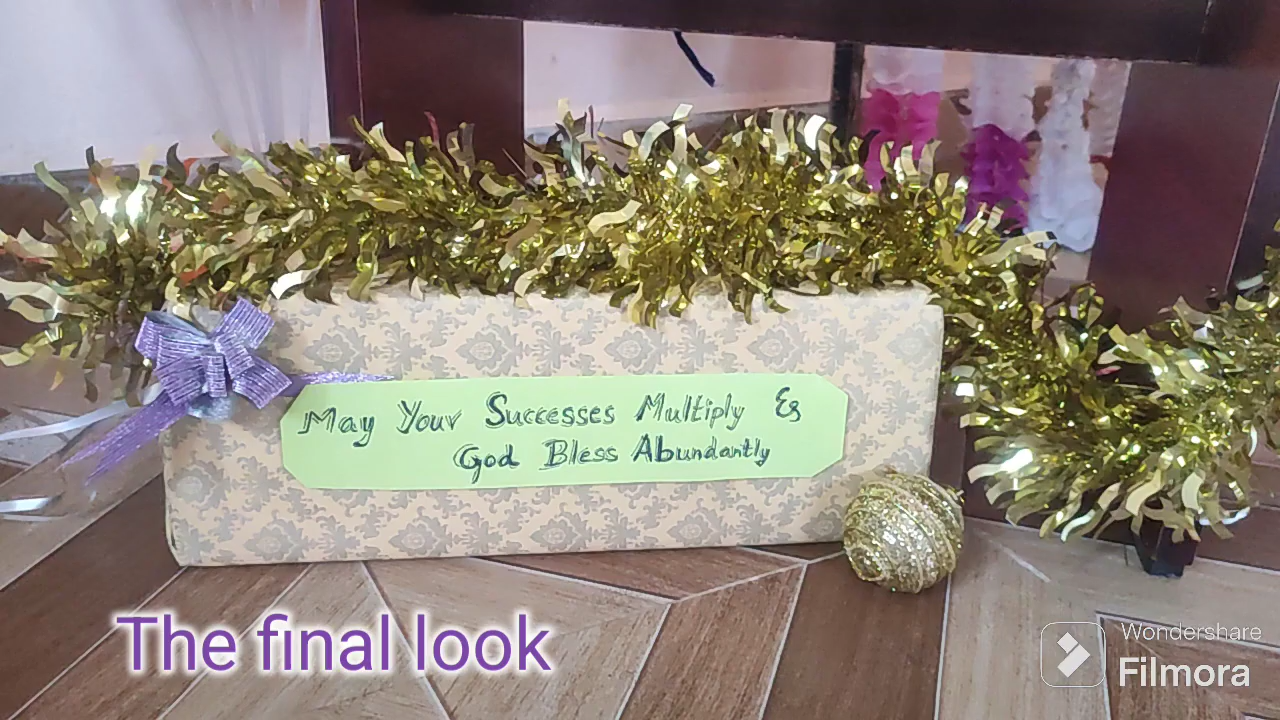 May Your Successes Multiply &
God Bless Abundantly
The final look
Wondershare
Filmora